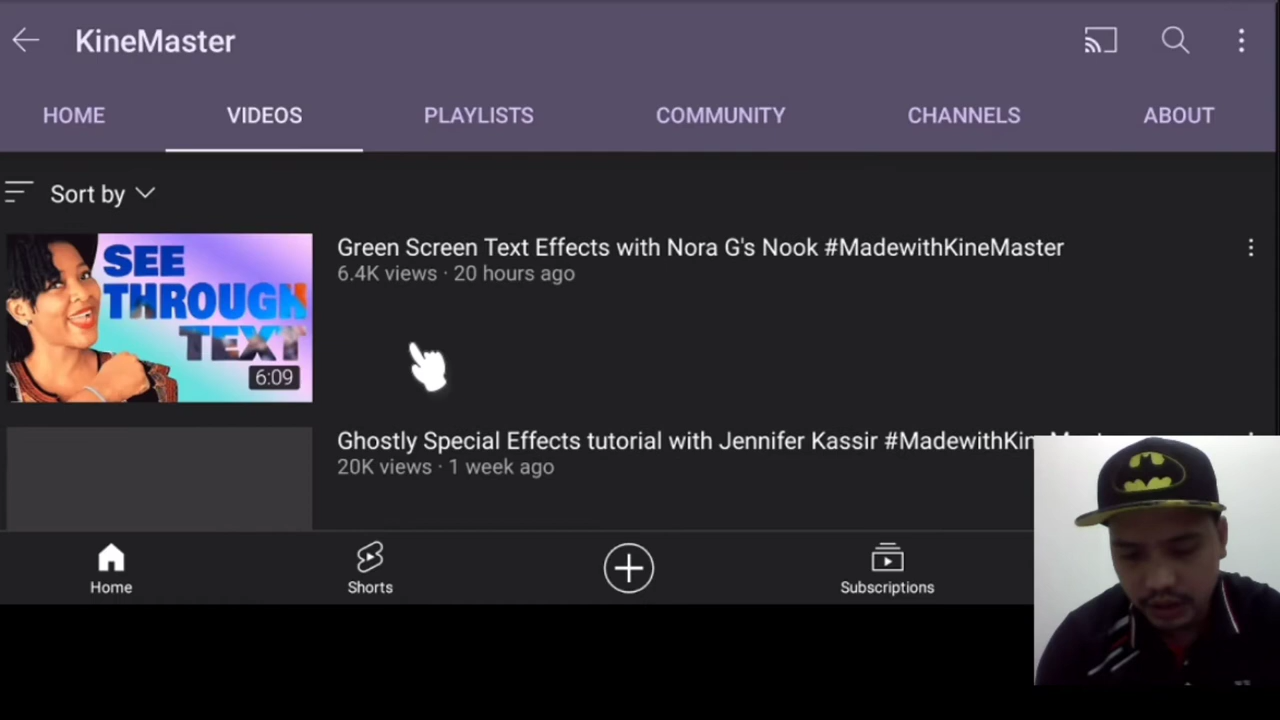 KineMaster
HOME VIDEOS PLAYLISTS COMMUNITY CHANNELS ABOUT
Sort by
SEE
THROUGH
TEXT
6:09
Green Screen Text Effects with Nora G's Nook #MadewithKineMaster
6.4K views · 20 hours ago
Ghostly Special Effects tutorial with Jennifer Kassir
20K views · 1 week ago
Home Shorts Subscriptions